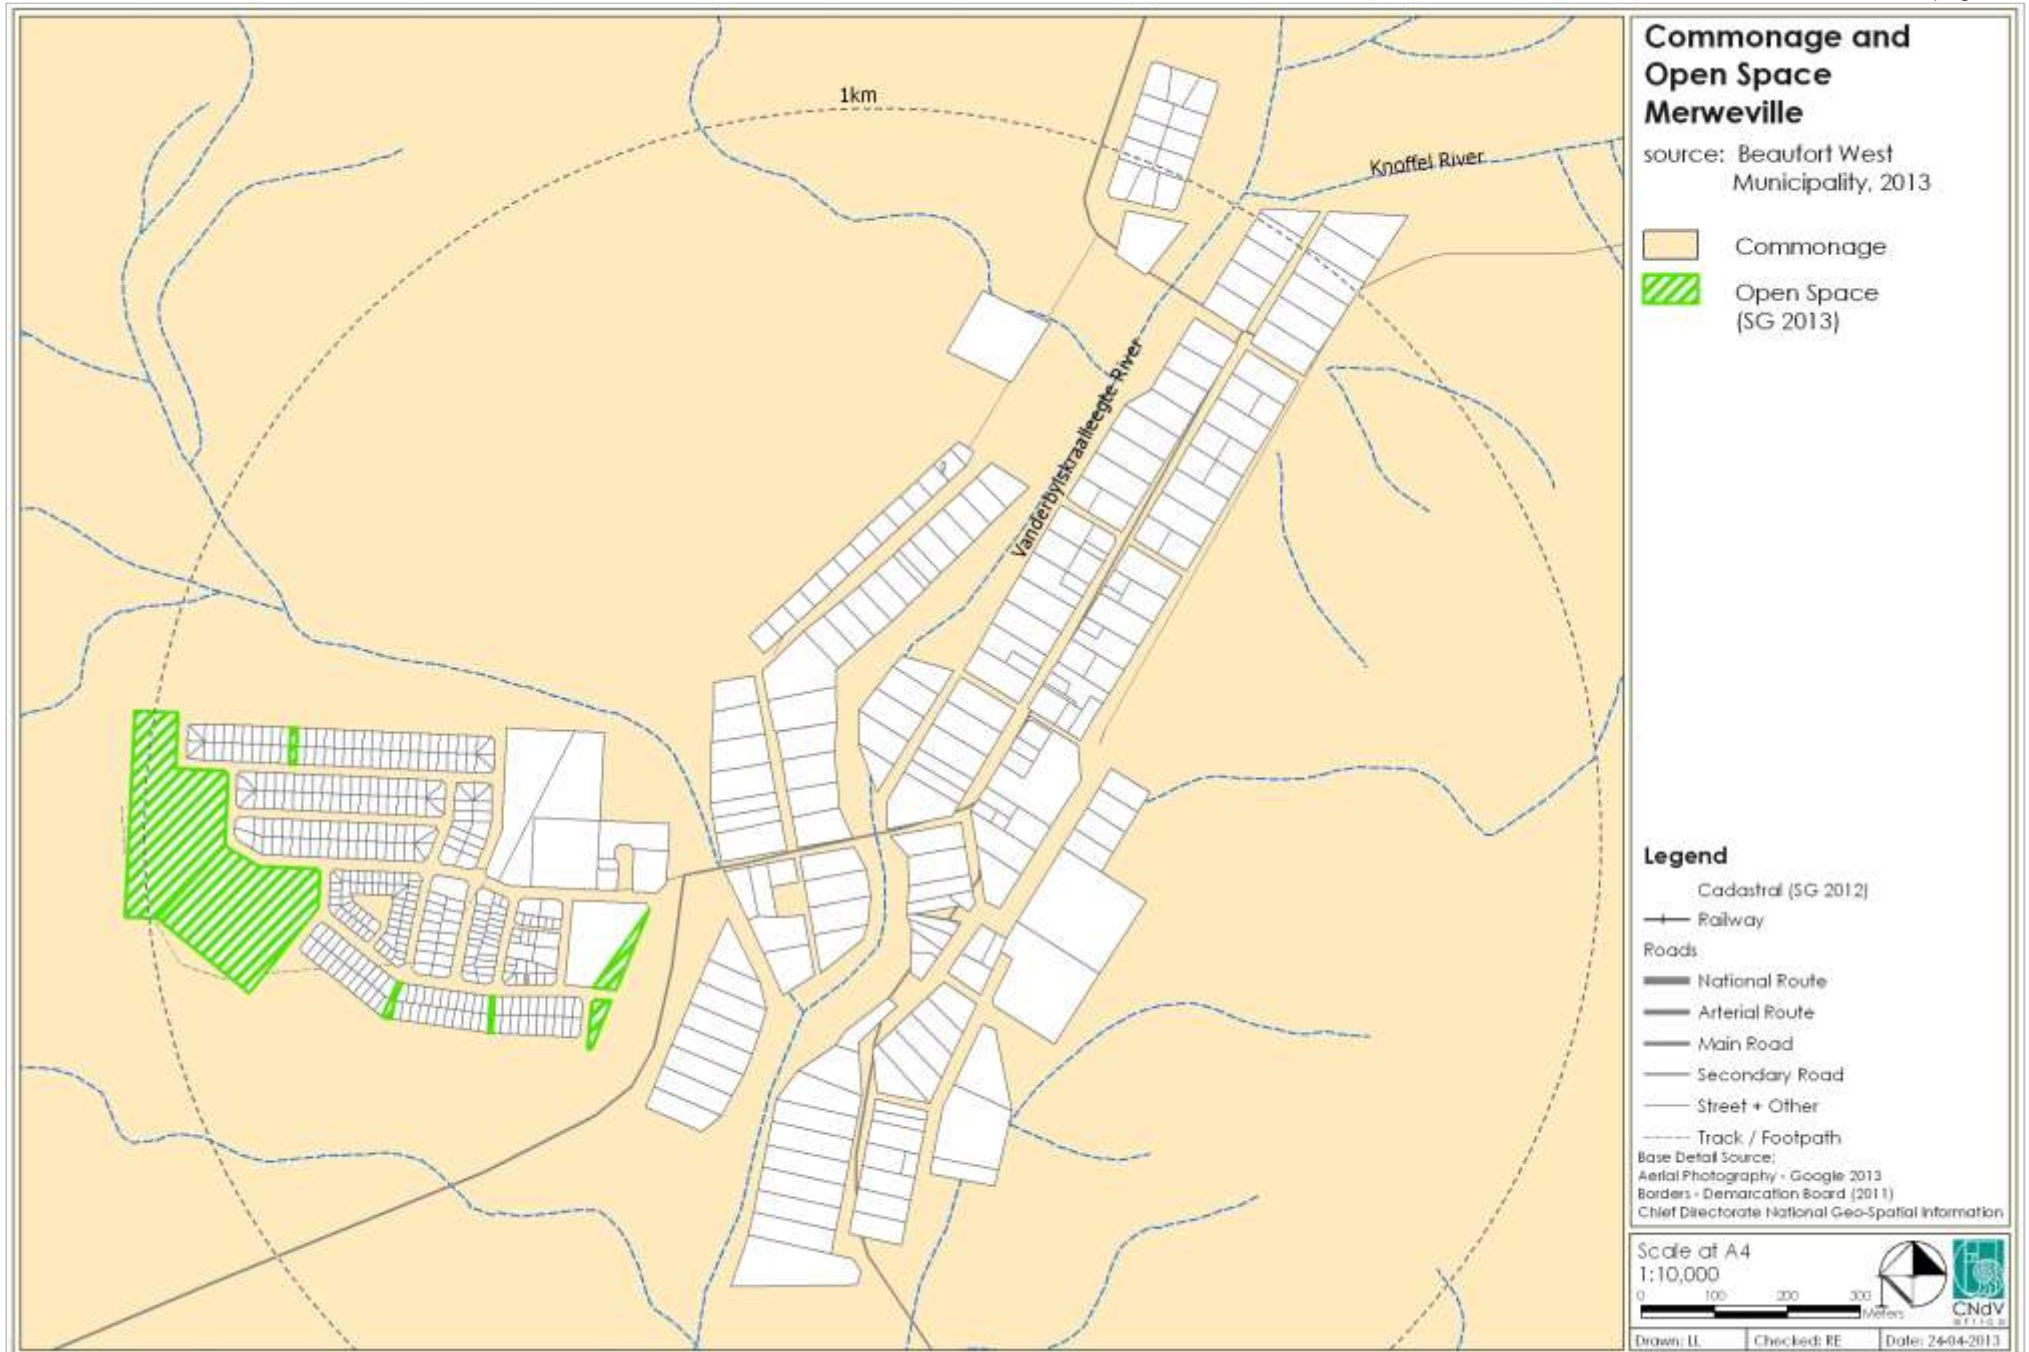 1km
Knoffel River
Vanderbylskraalleegte River
Commonage and
Open Space
Merweville
source: Beaufort West
Municipality, 2013
Commonage
Open Space
(SG 2013)
Legend
Cadastral (SG 2012)
Railway
Roads
National Route
Arterial Route
Main Road
Secondary Road
Street + Other
Track / Footpath
Base Detail Source;
Aerial Photography - Google 2013
Borders - Demarcation Board (2011)
Chief Directorate National Geo-Spatial Information
Scale at A4
1:10,000
0 100 200 300
Meters
CNdV
africa
Drawn: LL Checked: RE Date: 24-04-2013